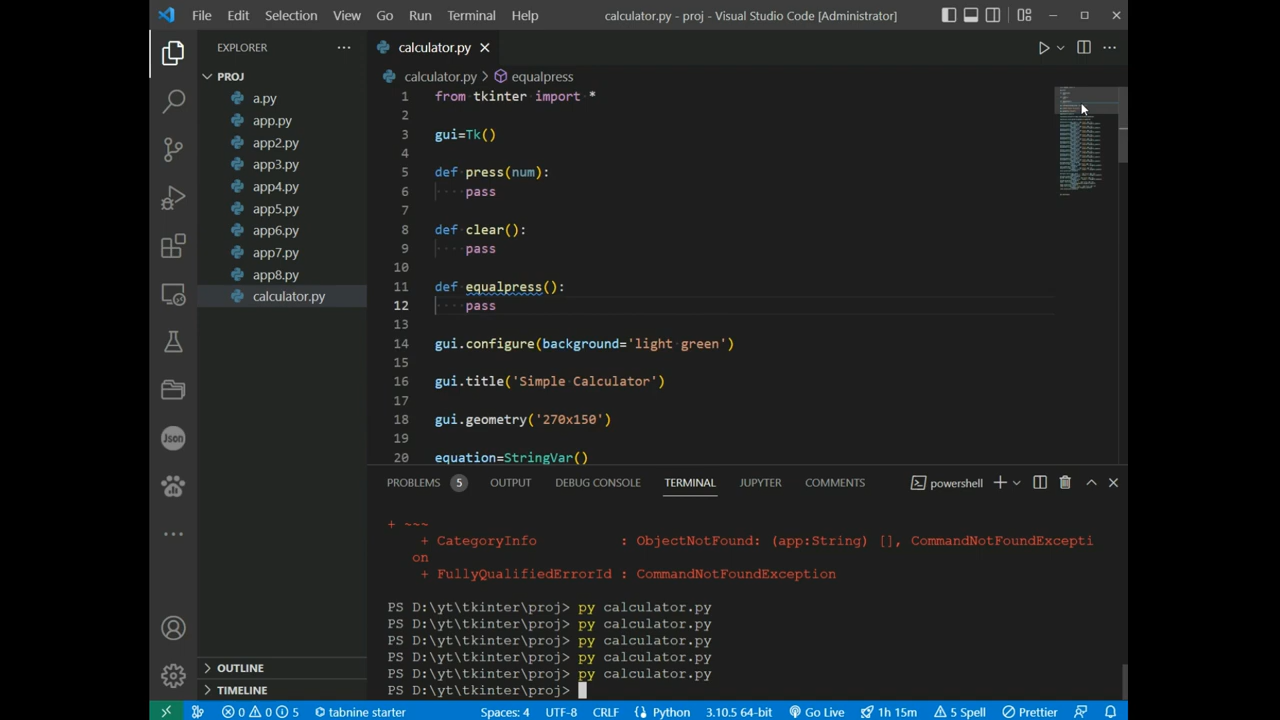 File Edit Selection View Go Run Terminal Help calculator.py - proj - Visual Studio Code [Administrator]
EXPLORER
PROJ
a.py
app.py
app2.py
app3.py
app4.py
app5.py
app6.py
app7.py
app8.py
calculator.py
Json
OUTLINE
TIMELINE
calculator.py
calculator.py > equalpress
1 from tkinter import *
2
3 gui=Tk()
4
5 def press(num):
6 pass
7
8 def clear():
9 pass
10
11 def equalpress():
12 pass
13
14 gui.configure(background='light green')
15
16 gui.title('Simple Calculator')
17
18 gui.geometry('270x150')
19
20 equation=StringVar()
PROBLEMS 5 OUTPUT DEBUG CONSOLE TERMINAL JUPYTER COMMENTS powershell
+ ~~~
+ CategoryInfo : ObjectNotFound: (app:String) [], CommandNotFoundExcepti
on
+ FullyQualifiedErrorId : CommandNotFoundException
PS D:\yt\tkinter\proj> py calculator.py
PS D:\yt\tkinter\proj> py calculator.py
PS D:\yt\tkinter\proj> py calculator.py
PS D:\yt\tkinter\proj> py calculator.py
PS D:\yt\tkinter\proj> py calculator.py
PS D:\yt\tkinter\proj>
0 0 5 tabnine starter Spaces: 4 UTF-8 CRLF Python 3.10.5 64-bit Go Live 1h 15m 5 Spell Prettier